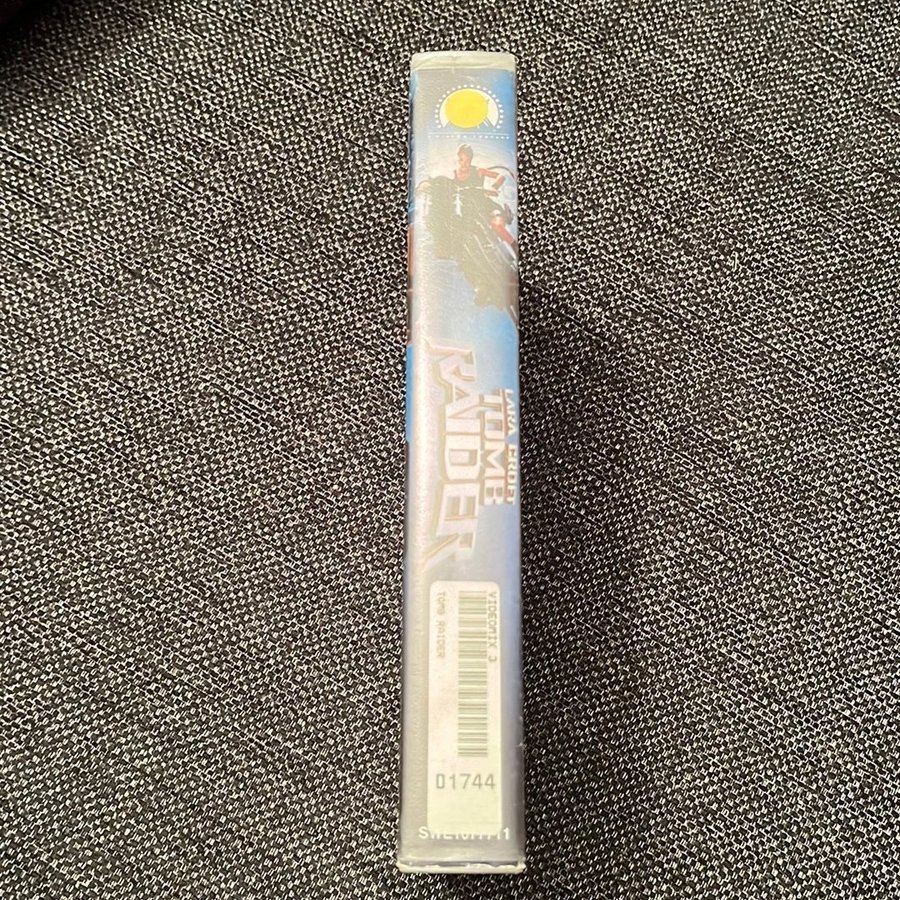 LARA CROFT
TOMB
RAIDER
VIDEOMIX 3
TOMB RAIDER
01744